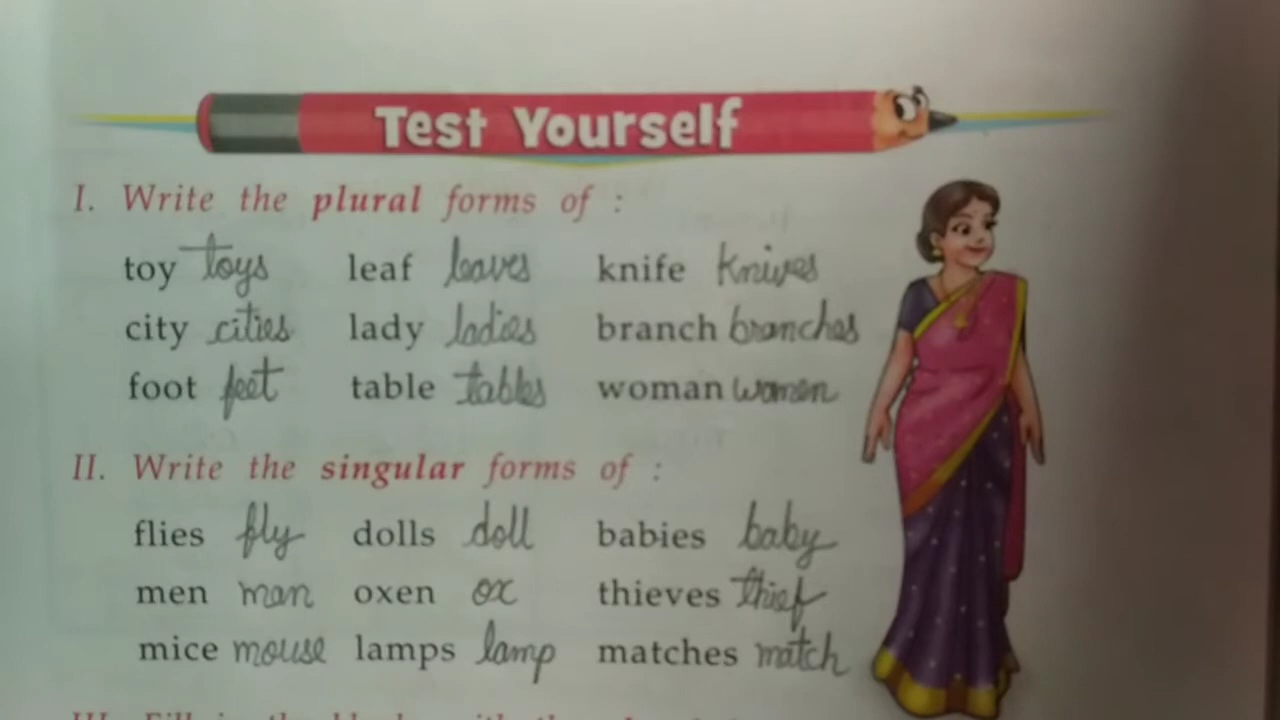 Test Yourself
I. Write the plural forms of :
toy toys leaf leaves knife knives
city cities lady ladies branch branches
foot feet table tables woman women
II. Write the singular forms of :
flies fly dolls doll babies baby
men man oxen ox thieves thief
mice mouse lamps lamp matches match